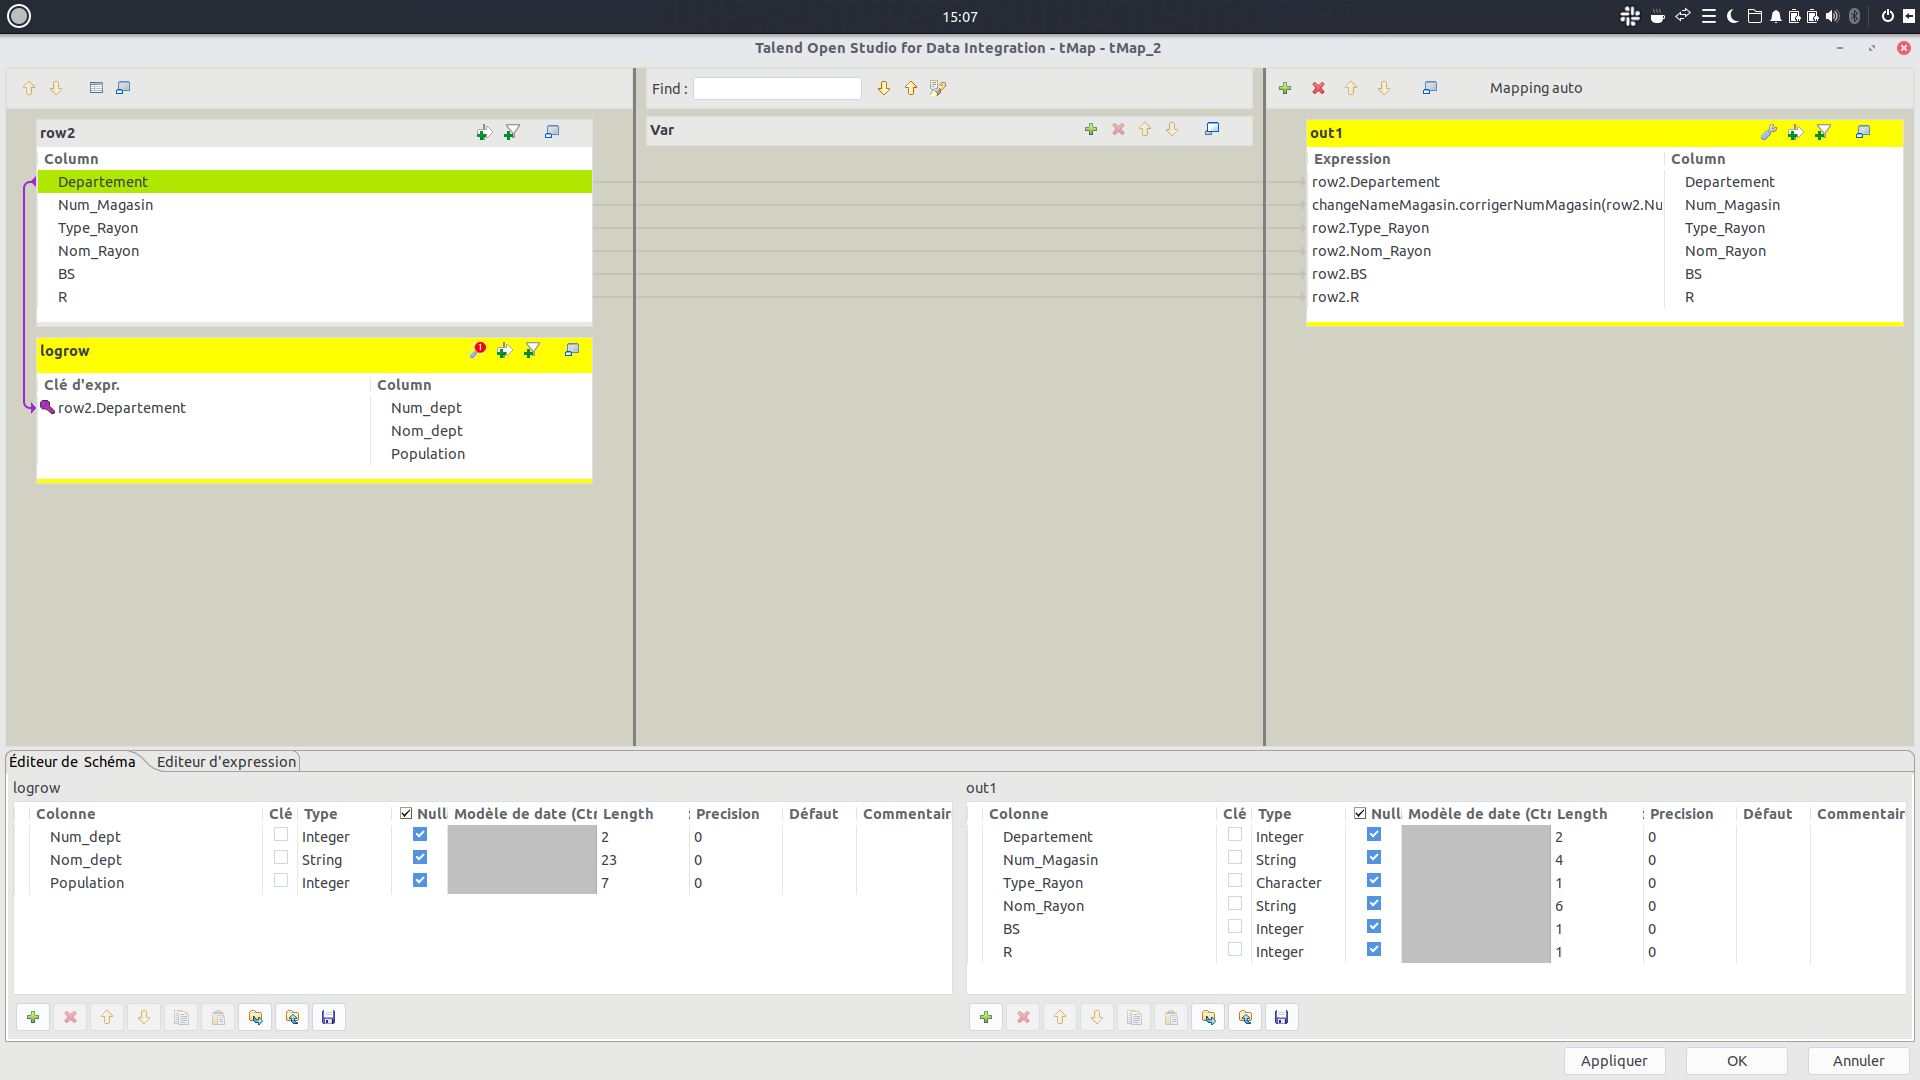 15:07
Talend Open Studio for Data Integration - tMap - tMap_2
Find :
Mapping auto
row2
Column
Departement
Num_Magasin
Type_Rayon
Nom_Rayon
BS
R
logrow
Clé d'expr.
Column
row2.Departement
Num_dept
Nom_dept
Population
Var
out1
Expression
Column
row2.Departement
Departement
changeNameMagasin.corrigerNumMagasin(row2.Nu
Num_Magasin
row2.Type_Rayon
Type_Rayon
row2.Nom_Rayon
Nom_Rayon
row2.BS
BS
row2.R
R
Éditeur de Schéma
Editeur d'expression
logrow
Colonne Clé Type Null Modèle de date (Ctr Length Precision Défaut Commentair
Num_dept Integer 2 0
Nom_dept String 23 0
Population Integer 7 0
out1
Colonne Clé Type Null Modèle de date (Ctr Length Precision Défaut Commentair
Departement Integer 2 0
Num_Magasin String 4 0
Type_Rayon Character 1 0
Nom_Rayon String 6 0
BS Integer 1 0
R Integer 1 0
Appliquer
OK
Annuler